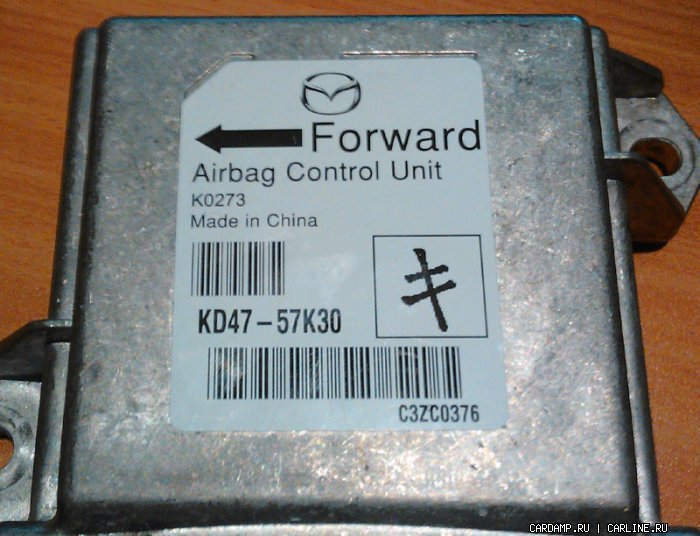 Forward
Airbag Control Unit
K0273
Made in China
キ
KD47-57K30
C3ZC0376
CARDAMP.RU | CARLINE.RU